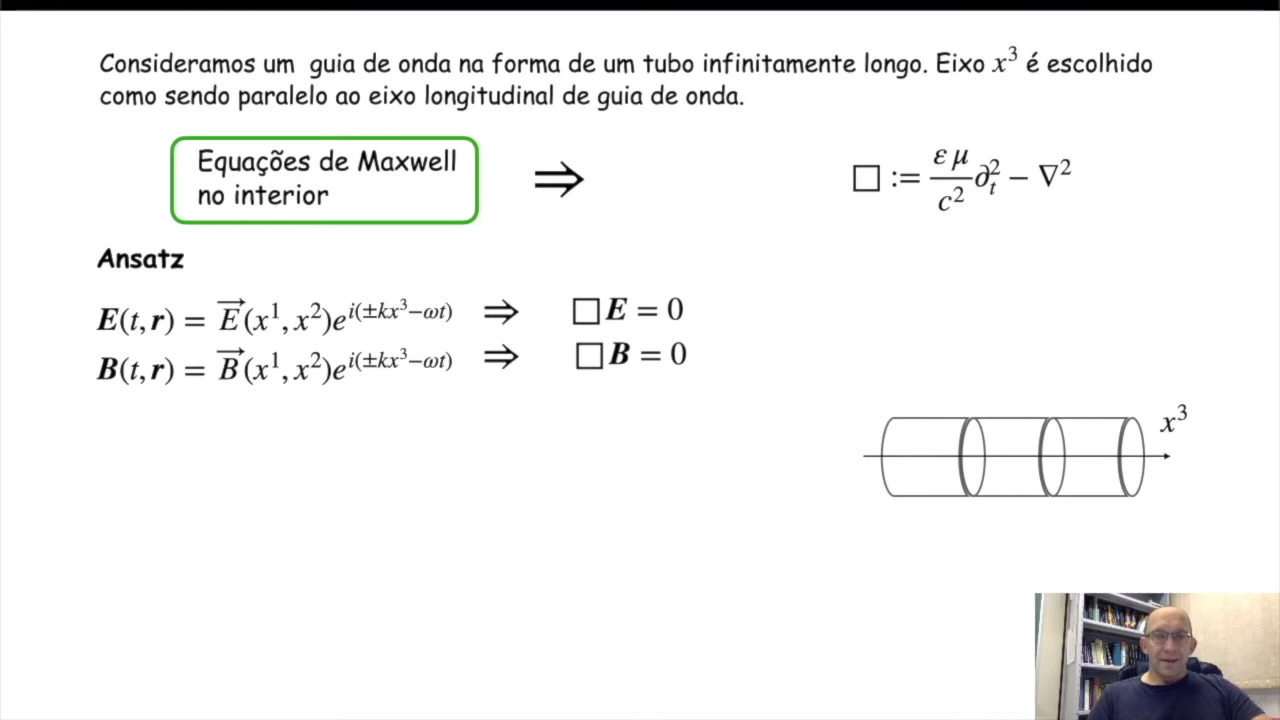 Consideramos um guia de onda na forma de um tubo infinitamente longo. Eixo x³ é escolhido
como sendo paralelo ao eixo longitudinal de guia de onda.
Equações de Maxwell
no interior
⇒
□ := εμ/c² ∂ₜ² − ∇²
Ansatz
E(t, r) = E⃗(x¹, x²)e^{i(±kx³−ωt)} ⇒ □E = 0
B(t, r) = B⃗(x¹, x²)e^{i(±kx³−ωt)} ⇒ □B = 0
x³